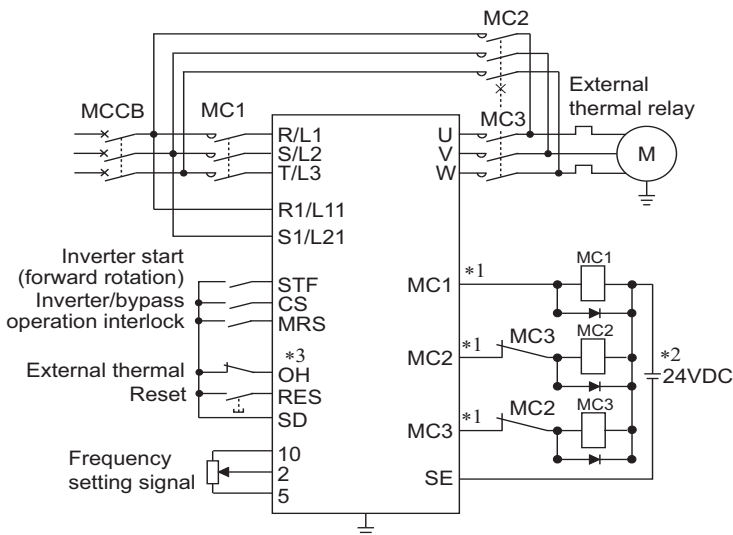 MC2
External
thermal relay
MCCB
MC1
MC3
R/L1
S/L2
T/L3
U
V
W
M
R1/L11
S1/L21
Inverter start
(forward rotation)
Inverter/bypass
operation interlock
STF
CS
MRS
*3
External thermal
OH
Reset
RES
SD
Frequency
setting signal
10
2
5
MC1
*1
MC1
MC2
*1
MC3
MC2
*2
24VDC
MC3
*1
MC2
MC3
SE